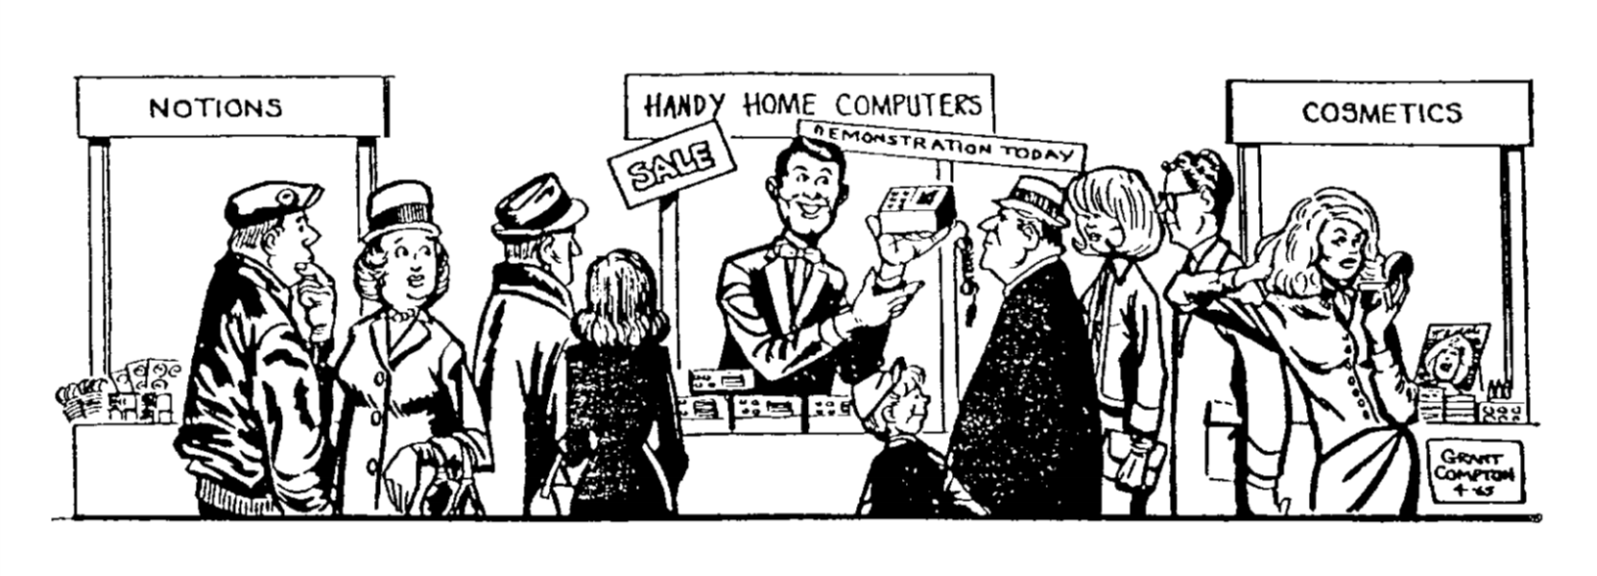 NOTIONS
HANDY HOME COMPUTERS
COSMETICS
SALE
DEMONSTRATION TODAY
GRANT
COMPTON
4-65